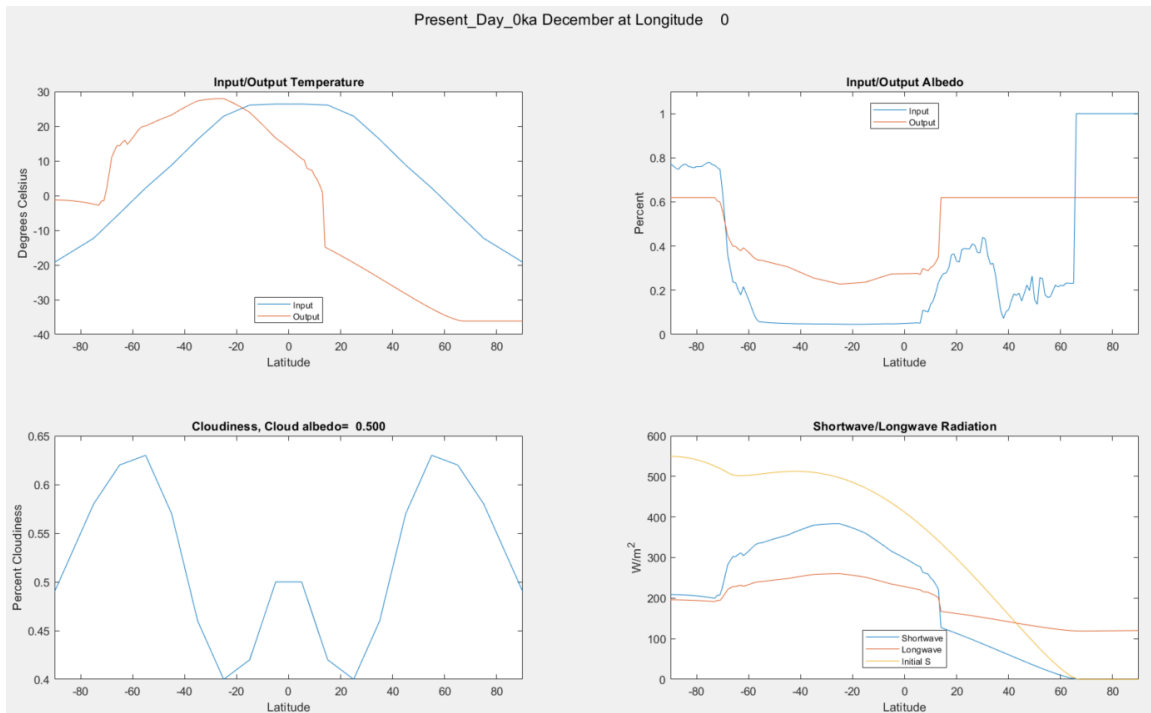 Present_Day_0ka December at Longitude 0
Input/Output Temperature
30
20
10
0
-10
-20
-30
-40
Degrees Celsius
Input
Output
-80 -60 -40 -20 0 20 40 60 80
Latitude
Input/Output Albedo
1
0.8
0.6
0.4
0.2
0
Percent
Input
Output
-80 -60 -40 -20 0 20 40 60 80
Latitude
Cloudiness, Cloud albedo= 0.500
0.65
0.6
0.55
0.5
0.45
0.4
Percent Cloudiness
-80 -60 -40 -20 0 20 40 60 80
Latitude
Shortwave/Longwave Radiation
600
500
400
300
200
100
0
W/m²
Shortwave
Longwave
Initial S
-80 -60 -40 -20 0 20 40 60 80
Latitude